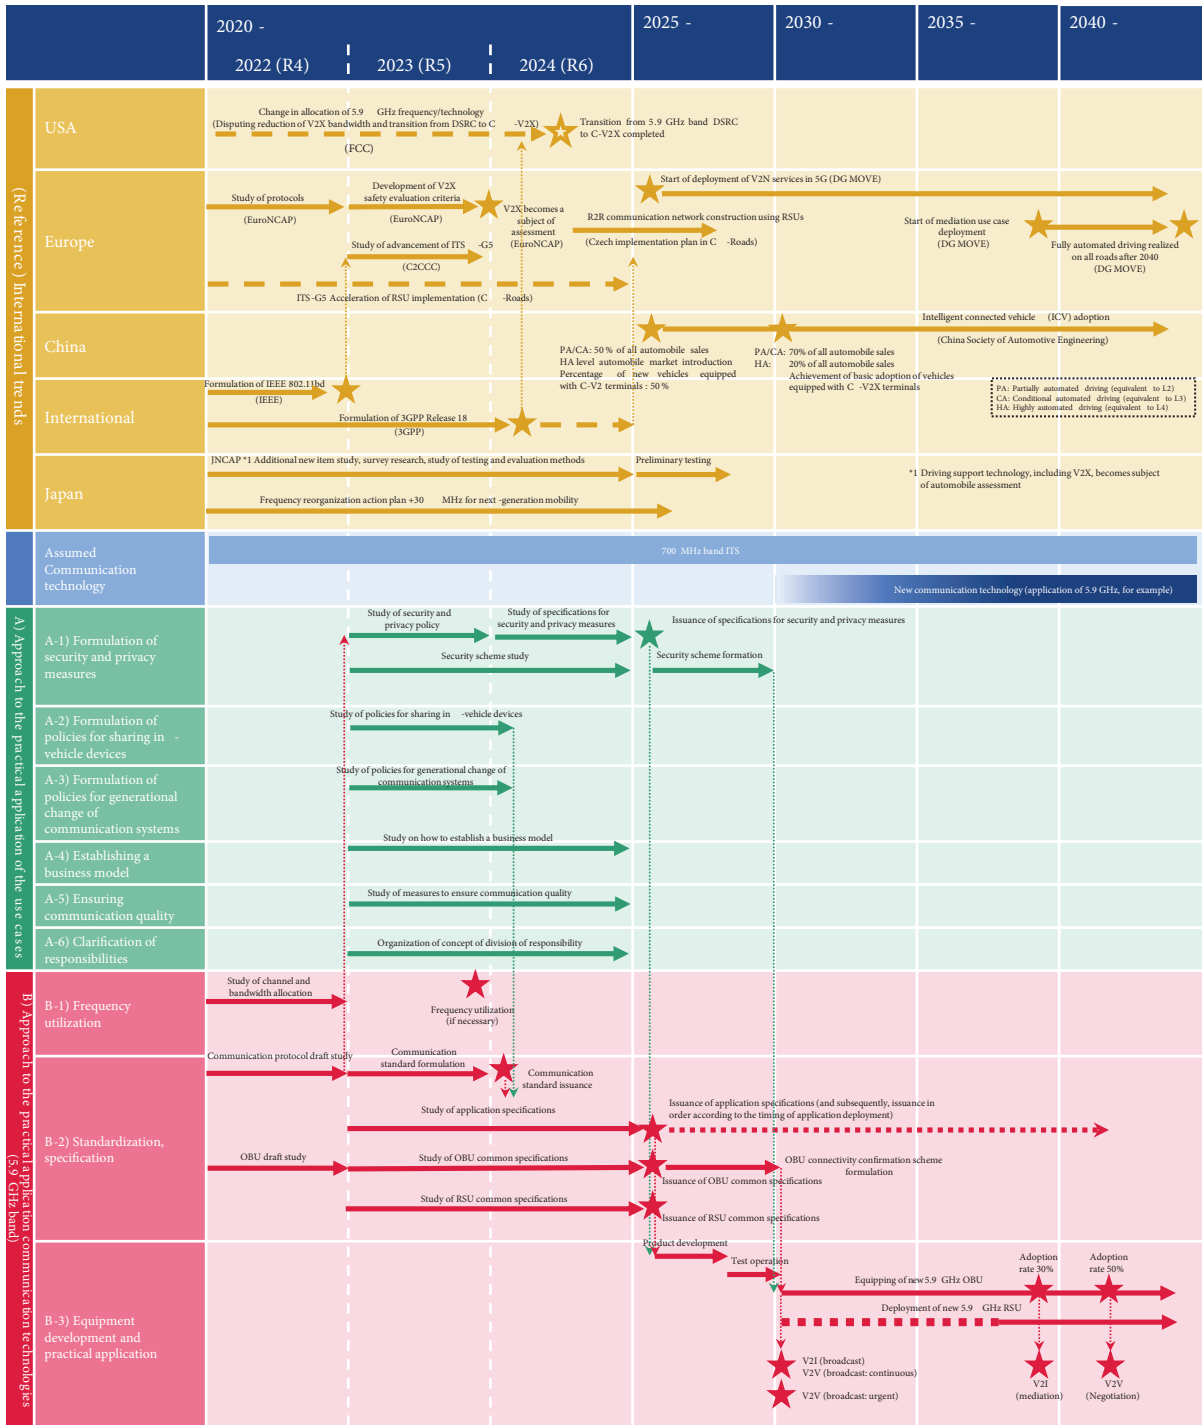 2020 -
2025 -
2030 -
2035 -
2040 -
2022 (R4)
2023 (R5)
2024 (R6)
(Reference) International trends
USA
Change in allocation of 5.9 GHz frequency/technology
(Disputing reduction of V2X bandwidth and transition from DSRC to C -V2X)
(FCC)
Transition from 5.9 GHz band DSRC
to C-V2X completed
Europe
Study of protocols
(EuroNCAP)
Development of V2X
safety evaluation criteria
(EuroNCAP)
V2X becomes a
subject of
assessment
(EuroNCAP)
Study of advancement of ITS -G5
(C2CCC)
ITS -G5 Acceleration of RSU implementation (C -Roads)
Start of deployment of V2N services in 5G (DG MOVE)
R2R communication network construction using RSUs
(Czech implementation plan in C -Roads)
Start of mediation use case
deployment
(DG MOVE)
Fully automated driving realized
on all roads after 2040
(DG MOVE)
China
PA/CA: 50 % of all automobile sales
HA level automobile market introduction
Percentage of new vehicles equipped
with C-V2 terminals : 50 %
PA/CA: 70% of all automobile sales
HA: 20% of all automobile sales
Achievement of basic adoption of vehicles
equipped with C -V2X terminals
Intelligent connected vehicle (ICV) adoption
(China Society of Automotive Engineering)
International
Formulation of IEEE 802.11bd
(IEEE)
Formulation of 3GPP Release 18
(3GPP)
PA: Partially automated driving (equivalent to L2)
CA: Conditional automated driving (equivalent to L3)
HA: Highly automated driving (equivalent to L4)
Japan
JNCAP *1 Additional new item study, survey research, study of testing and evaluation methods
Preliminary testing
*1 Driving support technology, including V2X, becomes subject
of automobile assessment
Frequency reorganization action plan +30 MHz for next -generation mobility
Assumed
Communication
technology
700 MHz band ITS
New communication technology (application of 5.9 GHz, for example)
A) Approach to the practical application of the use cases
A-1) Formulation of
security and privacy
measures
Study of security and
privacy policy
Study of specifications for
security and privacy measures
Issuance of specifications for security and privacy measures
Security scheme study
Security scheme formation
A-2) Formulation of
policies for sharing in -
vehicle devices
Study of policies for sharing in -vehicle devices
A-3) Formulation of
policies for generational
change of
communication systems
Study of policies for generational change of
communication systems
A-4) Establishing a
business model
Study on how to establish a business model
A-5) Ensuring
communication quality
Study of measures to ensure communication quality
A-6) Clarification of
responsibilities
Organization of concept of division of responsibility
B) Approach to the practical application communication technologies
(5.9 GHz band)
B-1) Frequency
utilization
Study of channel and
bandwidth allocation
Frequency utilization
(if necessary)
B-2) Standardization,
specification
Communication protocol draft study
Communication
standard formulation
Communication
standard issuance
Study of application specifications
Issuance of application specifications (and subsequently, issuance in
order according to the timing of application deployment)
OBU draft study
Study of OBU common specifications
Issuance of OBU common specifications
OBU connectivity confirmation scheme
formulation
Study of RSU common specifications
Issuance of RSU common specifications
B-3) Equipment
development and
practical application
Product development
Test operation
Adoption
rate 30%
Adoption
rate 50%
Equipping of new 5.9 GHz OBU
Deployment of new 5.9 GHz RSU
V2I (broadcast)
V2V (broadcast: continuous)
V2V (broadcast: urgent)
V2I
(mediation)
V2V
(Negotiation)